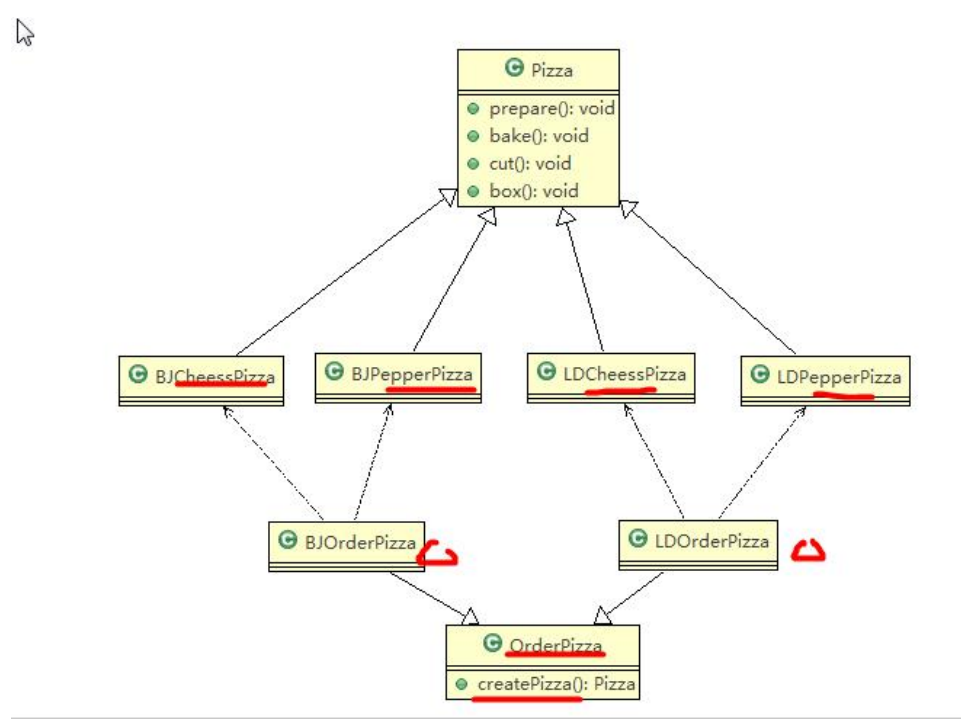 Pizza
prepare(): void
bake(): void
cut(): void
box(): void
BJCheessPizza
BJPepperPizza
LDCheessPizza
LDPepperPizza
BJOrderPizza
LDOrderPizza
OrderPizza
createPizza(): Pizza